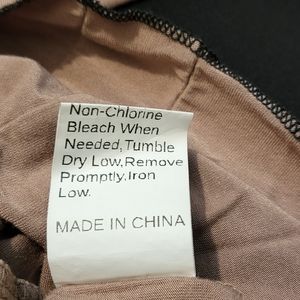 Non-Chlorine
Bleach When
Needed,Tumble
Dry Low,Remove
Promptly.Iron
Low.
MADE IN CHINA